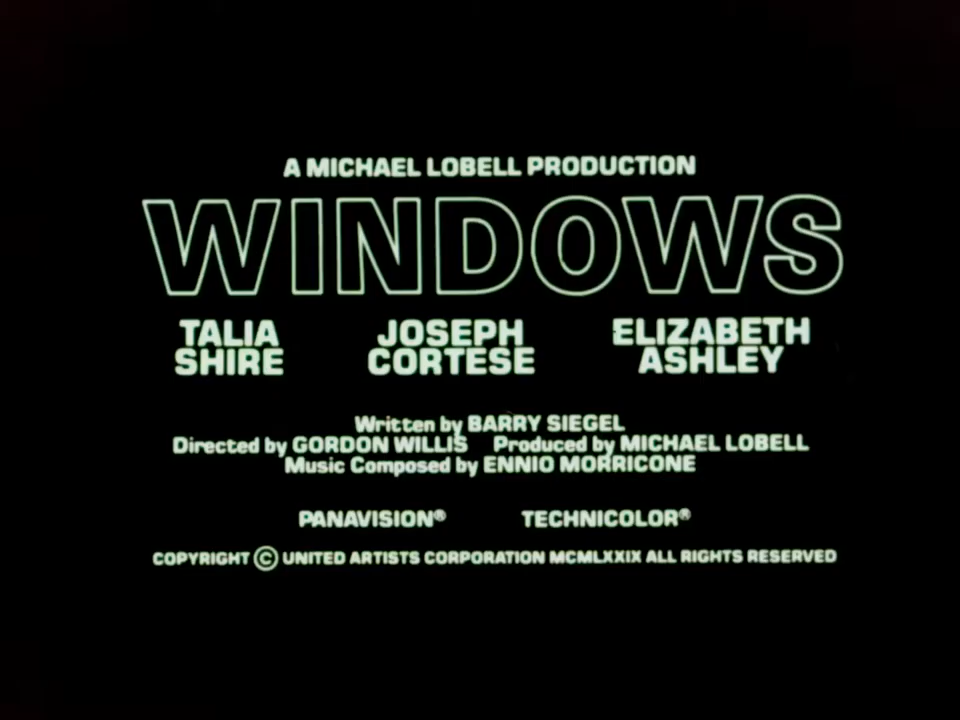 A MICHAEL LOBELL PRODUCTION
WINDOWS
TALIA SHIRE
JOSEPH CORTESE
ELIZABETH ASHLEY
Written by BARRY SIEGEL
Directed by GORDON WILLIS Produced by MICHAEL LOBELL
Music Composed by ENNIO MORRICONE
PANAVISION® TECHNICOLOR®
COPYRIGHT © UNITED ARTISTS CORPORATION MCMLXXIX ALL RIGHTS RESERVED